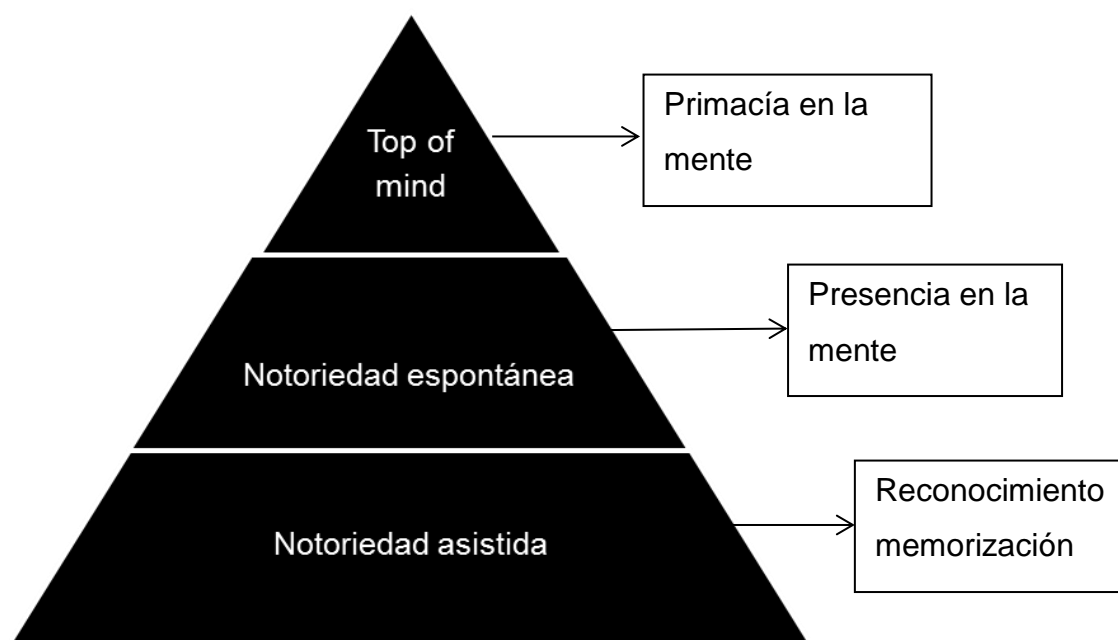 Top of
mind
Primacía en la
mente
Notoriedad espontánea
Presencia en la
mente
Notoriedad asistida
Reconocimiento
memorización